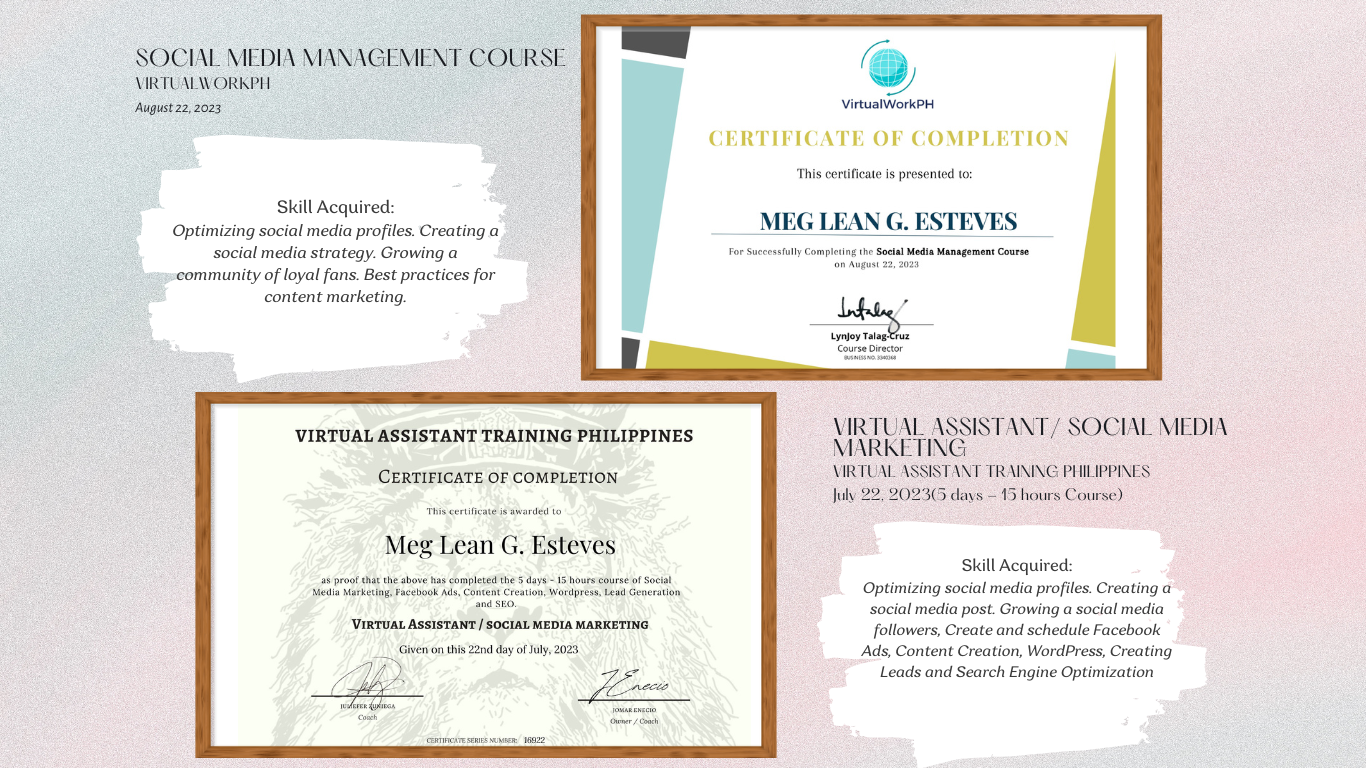 SOCIAL MEDIA MANAGEMENT COURSE
VIRTUALWORKPH
August 22, 2023
Skill Acquired:
Optimizing social media profiles. Creating a
social media strategy. Growing a
community of loyal fans. Best practices for
content marketing.
VirtualWorkPH
CERTIFICATE OF COMPLETION
This certificate is presented to:
MEG LEAN G. ESTEVES
For Successfully Completing the Social Media Management Course
on August 22, 2023
Lynjoy Talag-Cruz
Course Director
BUSINESS NO. 3340368
VIRTUAL ASSISTANT TRAINING PHILIPPINES
CERTIFICATE OF COMPLETION
This certificate is awarded to
Meg Lean G. Esteves
as proof that the above has completed the 5 days - 15 hours course of Social
Media Marketing, Facebook Ads, Content Creation, Wordpress, Lead Generation
and SEO.
VIRTUAL ASSISTANT / SOCIAL MEDIA MARKETING
Given on this 22nd day of July, 2023
JULIEFER ZUNIEGA
Coach
J Enecio
JOMAR ENECIO
Owner / Coach
CERTIFICATE SERIES NUMBER: 16922
VIRTUAL ASSISTANT/ SOCIAL MEDIA
MARKETING
VIRTUAL ASSISTANT TRAINING PHILIPPINES
July 22, 2023(5 days – 15 hours Course)
Skill Acquired:
Optimizing social media profiles. Creating a
social media post. Growing a social media
followers, Create and schedule Facebook
Ads, Content Creation, WordPress, Creating
Leads and Search Engine Optimization